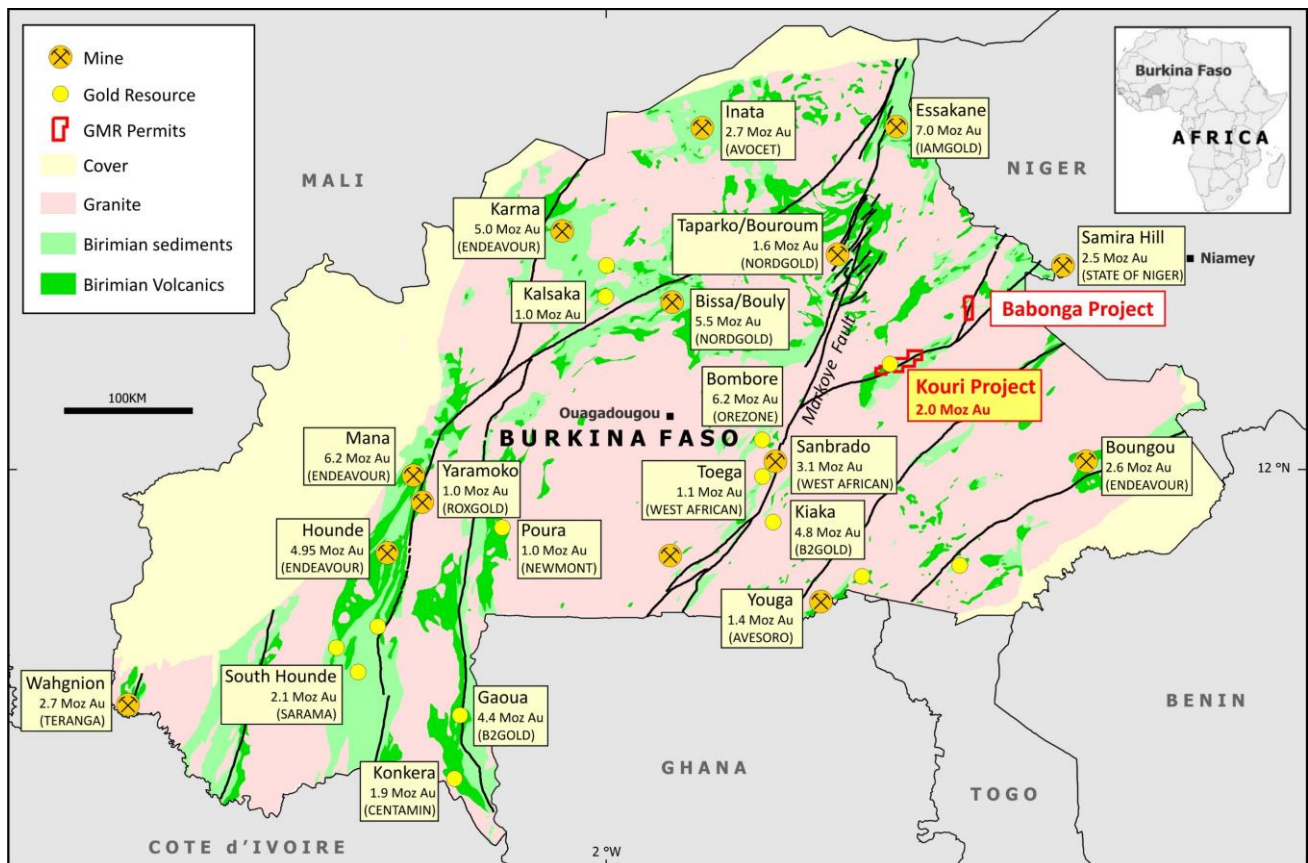 Mine
Gold Resource
GMR Permits
Cover
Granite
Birimian sediments
Birimian Volcanics
Burkina Faso
AFRICA
MALI
NIGER
Inata
2.7 Moz Au
(AVOCET)
Essakane
7.0 Moz Au
(IAMGOLD)
Karma
5.0 Moz Au
(ENDEAVOUR)
Taparko/Bouroum
1.6 Moz Au
(NORDGOLD)
Samira Hill
2.5 Moz Au
(STATE OF NIGER)
Niamey
Kalsaka
1.0 Moz Au
Bissa/Bouly
5.5 Moz Au
(NORDGOLD)
Babonga Project
Markoye Fault
Kouri Project
2.0 Moz Au
100KM
Bombore
6.2 Moz Au
(OREZONE)
Ouagadougou
BURKINA FASO
Mana
6.2 Moz Au
(ENDEAVOUR)
Yaramoko
1.0 Moz Au
(ROXGOLD)
Toega
1.1 Moz Au
(WEST AFRICAN)
Sanbrado
3.1 Moz Au
(WEST AFRICAN)
Boungou
2.6 Moz Au
(ENDEAVOUR)
12 °N
Hounde
4.95 Moz Au
(ENDEAVOUR)
Poura
1.0 Moz Au
(NEWMONT)
Kiaka
4.8 Moz Au
(B2GOLD)
Youga
1.4 Moz Au
(AVESORO)
Wahgnion
2.7 Moz Au
(TERANGA)
South Hounde
2.1 Moz Au
(SARAMA)
Gaoua
4.4 Moz Au
(B2GOLD)
Konkera
1.9 Moz Au
(CENTAMIN)
BENIN
GHANA
TOGO
COTE d'IVOIRE
2 °W